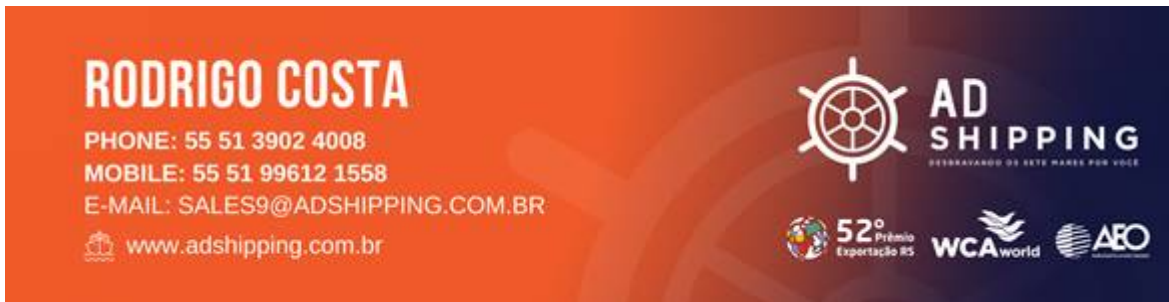 RODRIGO COSTA
PHONE: 55 51 3902 4008
MOBILE: 55 51 99612 1558
E-MAIL: SALES9@ADSHIPPING.COM.BR
www.adshipping.com.br
AD
SHIPPING
DESBRAVANDO OS SETE MARES POR VOCÊ
52º Prêmio
Exportação RS
WCAworld
AEO